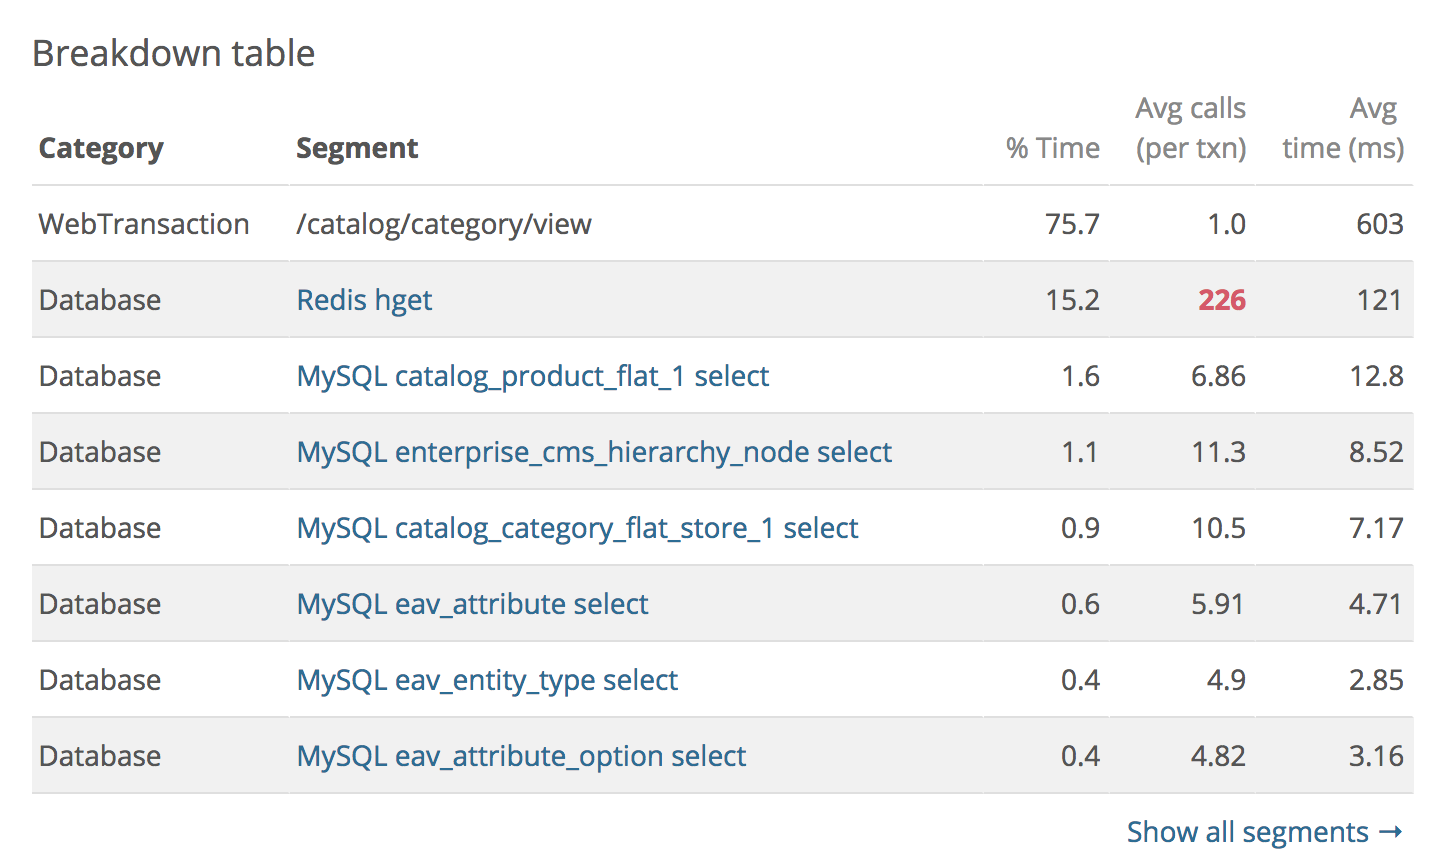 Breakdown table
Category Segment % Time Avg calls (per txn) Avg time (ms)
WebTransaction /catalog/category/view 75.7 1.0 603
Database Redis hget 15.2 226 121
Database MySQL catalog_product_flat_1 select 1.6 6.86 12.8
Database MySQL enterprise_cms_hierarchy_node select 1.1 11.3 8.52
Database MySQL catalog_category_flat_store_1 select 0.9 10.5 7.17
Database MySQL eav_attribute select 0.6 5.91 4.71
Database MySQL eav_entity_type select 0.4 4.9 2.85
Database MySQL eav_attribute_option select 0.4 4.82 3.16
Show all segments →